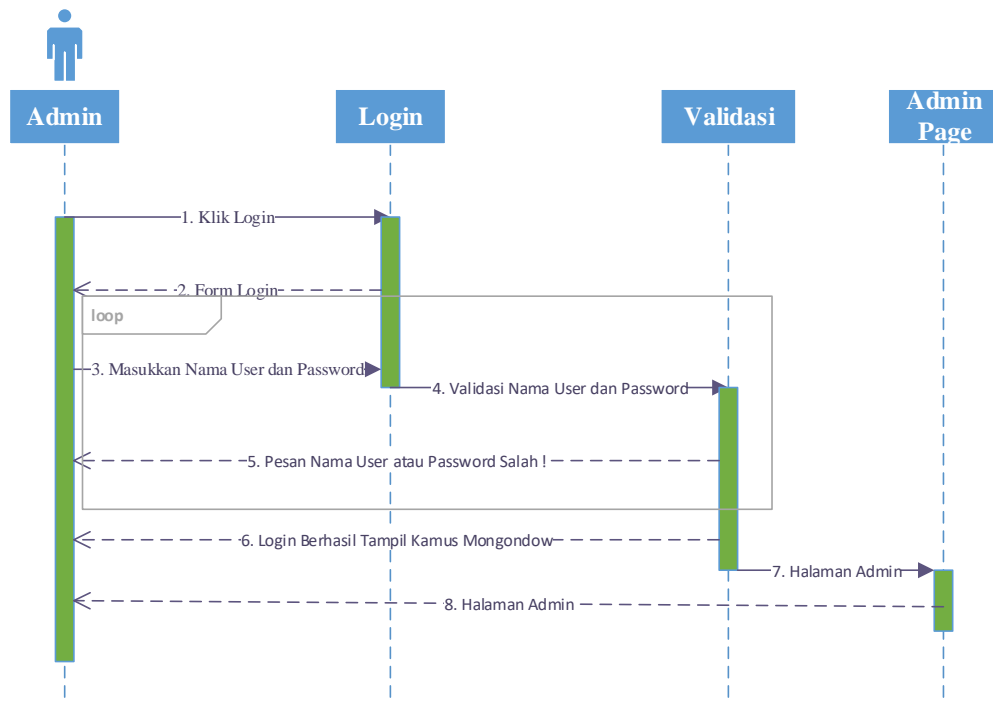 Admin
Login
Validasi
Admin
Page
1. Klik Login
2. Form Login
loop
3. Masukkan Nama User dan Password
4. Validasi Nama User dan Password
5. Pesan Nama User atau Password Salah !
6. Login Berhasil Tampil Kamus Mongondow
7. Halaman Admin
8. Halaman Admin